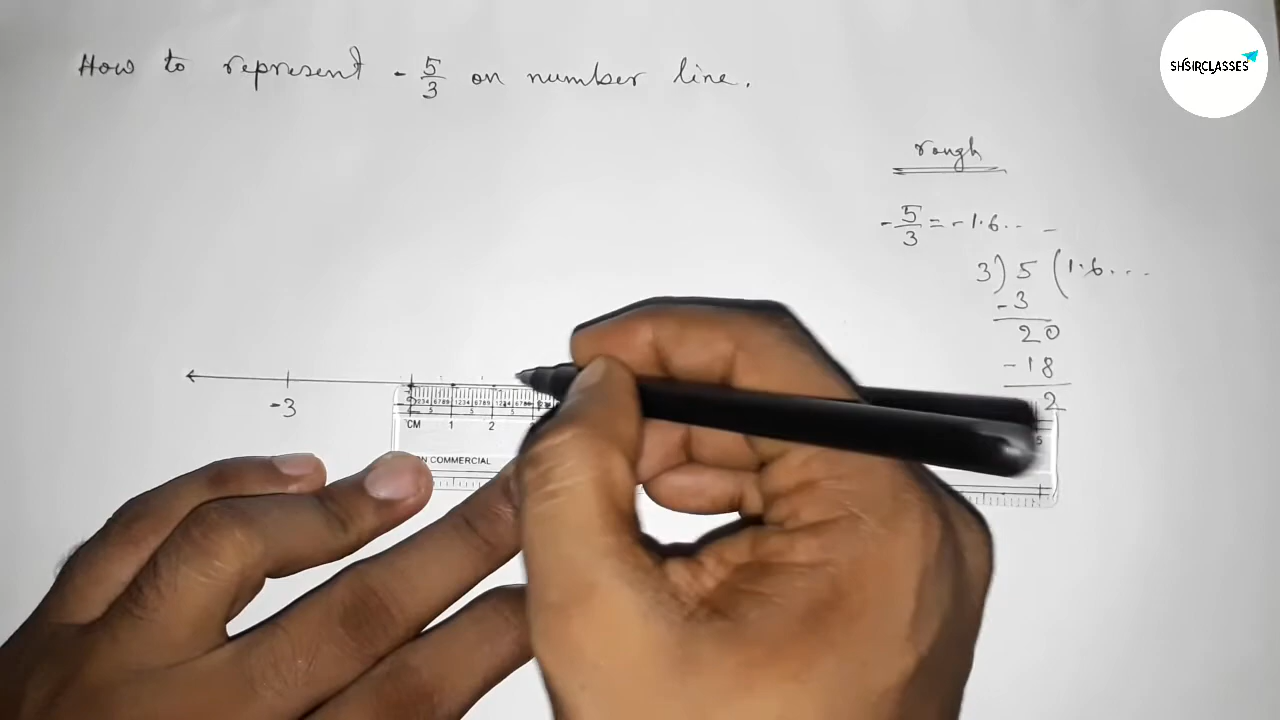 How to represent - 5/3 on number line.
SHSIRCLASSES
rough
- 5/3 = -1.6.. -
3) 5 (1.6...
-3
20
-18
2
-3
CM 1 2
COMMERCIAL